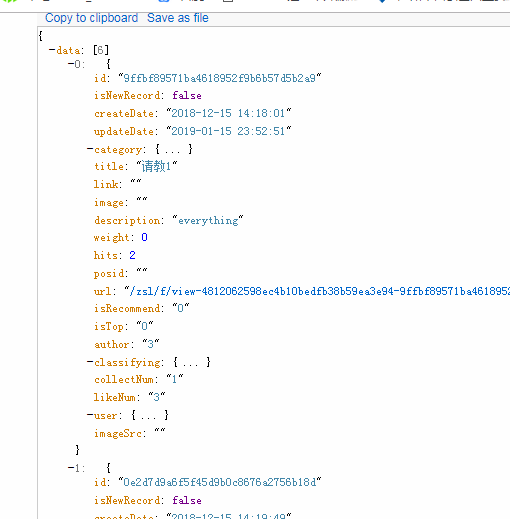 Copy to clipboard Save as file
{
-data: [6]
-0: {
id: "9ffbf89571ba4618952f9b6b57d5b2a9"
isNewRecord: false
createDate: "2018-12-15 14:18:01"
updateDate: "2019-01-15 23:52:51"
-category: { ... }
title: "请教1"
link: ""
image: ""
description: "everything"
weight: 0
hits: 2
posid: ""
url: "/zsl/f/view-4812062598ec4b10bedfb38b59ea3e94-9ffbf89571ba4618952
isRecommend: "0"
isTop: "0"
author: "3"
-classifying: { ... }
collectNum: "1"
likeNum: "3"
-user: { ... }
imageSrc: ""
}
-1: {
id: "0e2d7d9a6f5f45d9b0c8676a2756b18d"
isNewRecord: false
createDate: "2018-12-15 14:19:49"